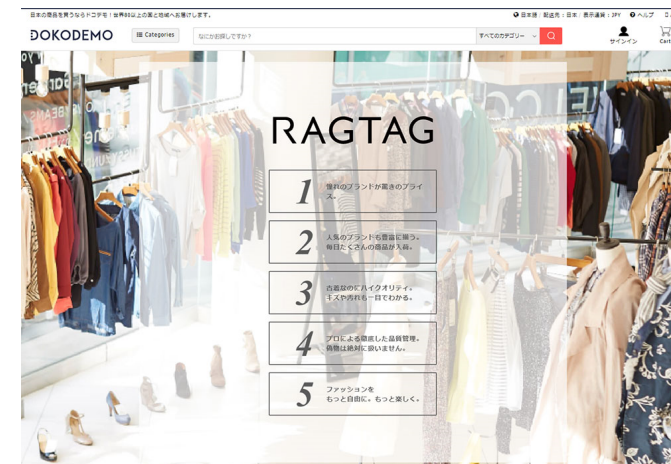 日本の商品を買うならドコデモ！世界80以上の国と地域へお届けします。
日本語：配送先：日本：表示通貨：JPY ヘルプ
DOKODEMO Categories なにかお探しですか？ すべてのカテゴリー サインイン Cart
RAGTAG
1 憧れのブランドが驚きのプライ
ス。
2 人気のブランドも豊富に揃う。
毎日たくさんの商品が入荷。
3 古着なのにハイクオリティ。
キズや汚れも一目でわかる。
4 プロによる徹底した品質管理。
偽物は絶対に扱いません。
5 ファッションを
もっと自由に。もっと楽しく。